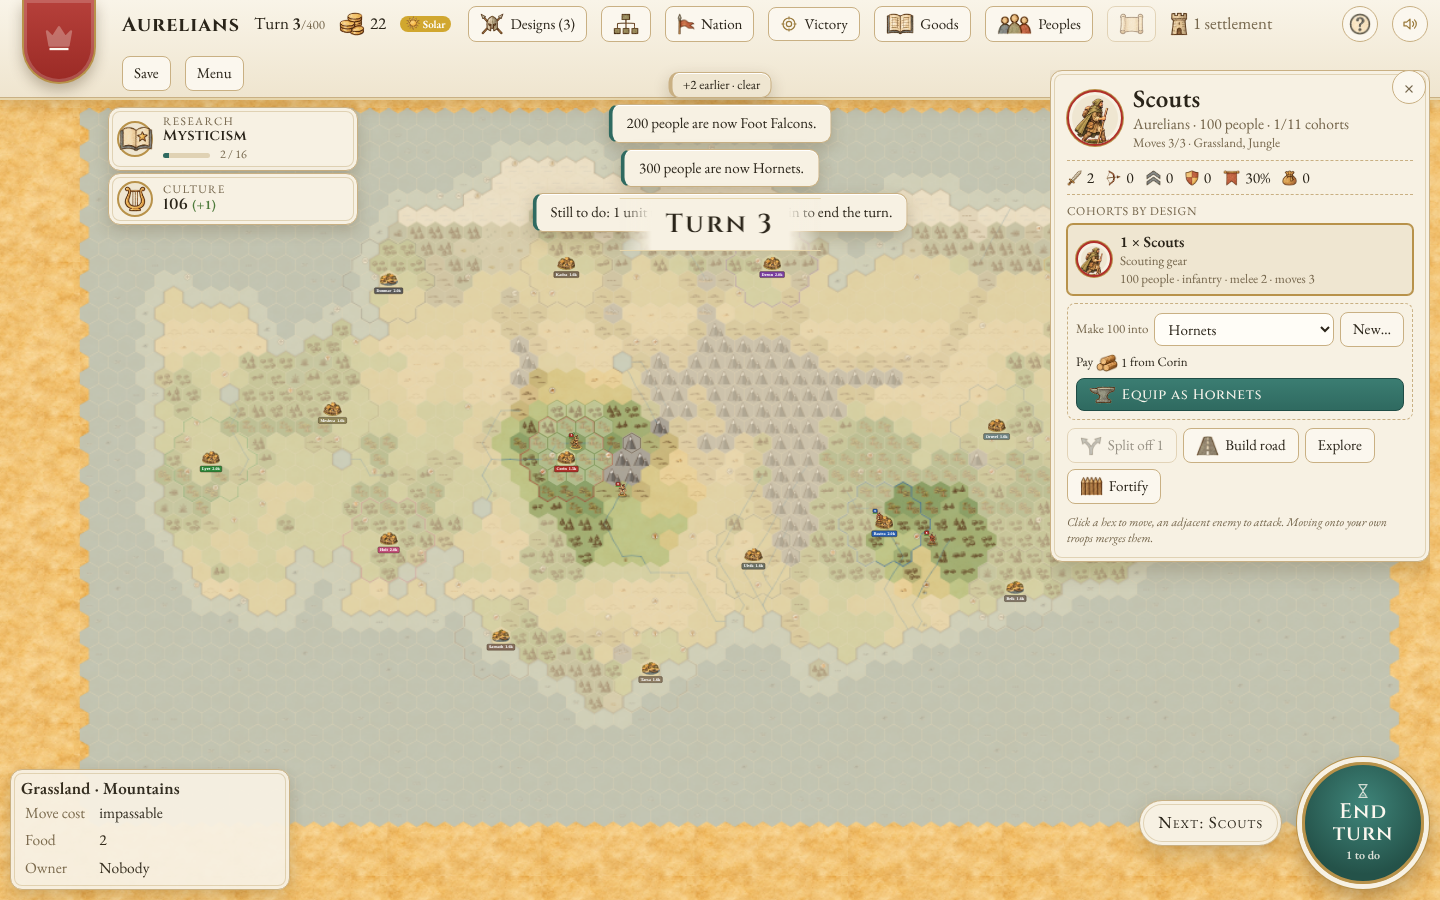 AURELIANS Turn 3/400 22 Solar Designs (3) Nation Victory Goods Peoples 1 settlement
Save Menu
+2 earlier · clear
200 people are now Foot Falcons.
300 people are now Hornets.
Still to do: 1 unit n to end the turn.
TURN 3
RESEARCH
MYSTICISM
2 / 16
CULTURE
106 (+1)
Scouts
Aurelians · 100 people · 1/11 cohorts
Moves 3/3 · Grassland, Jungle
2 0 0 0 30% 0
COHORTS BY DESIGN
1 × Scouts
Scouting gear
100 people · infantry · melee 2 · moves 3
Make 100 into Hornets New...
Pay 1 from Corin
EQUIP AS HORNETS
Split off 1 Build road Explore
Fortify
Click a hex to move, an adjacent enemy to attack. Moving onto your own
troops merges them.
Grassland · Mountains
Move cost impassable
Food 2
Owner Nobody
NEXT: SCOUTS
END
TURN
1 to do